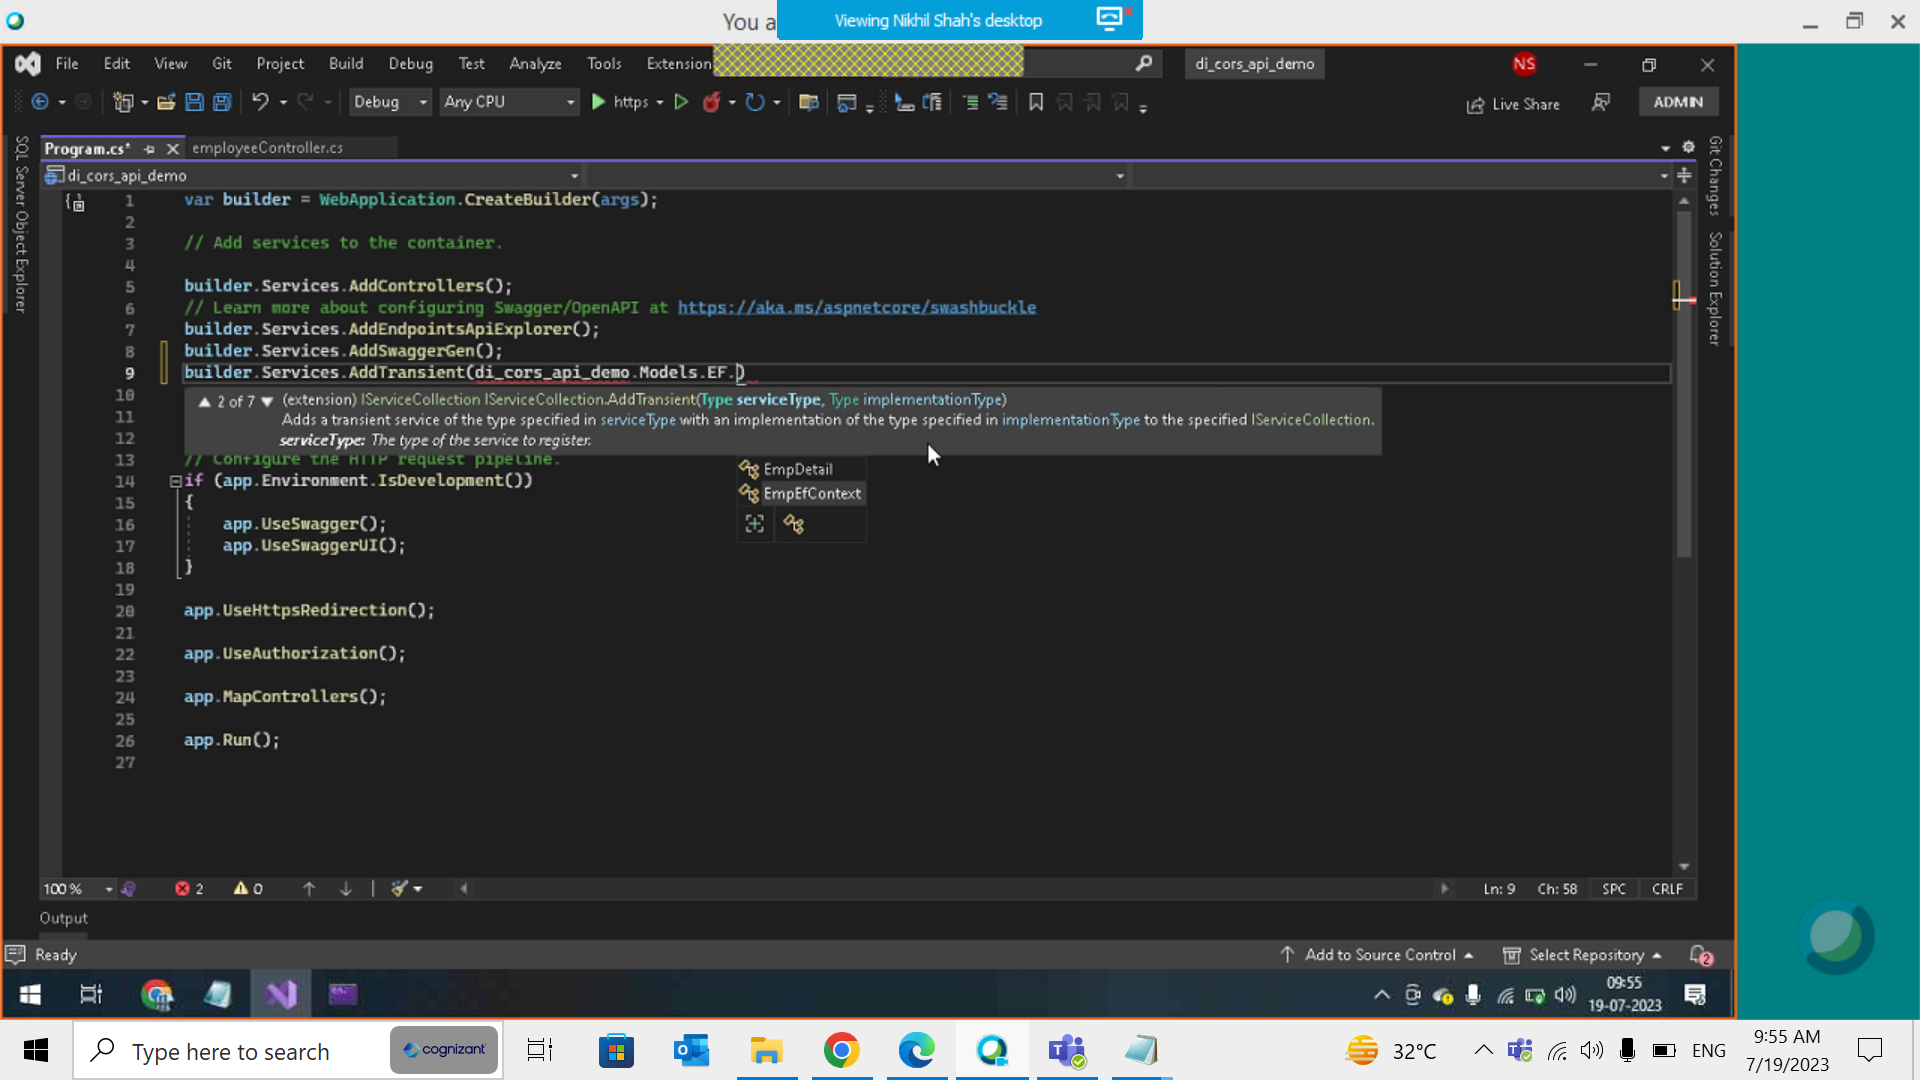 You a
Viewing Nikhil Shah's desktop
File Edit View Git Project Build Debug Test Analyze Tools Extension
di_cors_api_demo
NS
Debug Any CPU https
Live Share
ADMIN
Program.cs* employeeController.cs
di_cors_api_demo
SQL Server Object Explorer
Git Changes
Solution Explorer
1 var builder = WebApplication.CreateBuilder(args);
2
3 // Add services to the container.
4
5 builder.Services.AddControllers();
6 // Learn more about configuring Swagger/OpenAPI at https://aka.ms/aspnetcore/swashbuckle
7 builder.Services.AddEndpointsApiExplorer();
8 builder.Services.AddSwaggerGen();
9 builder.Services.AddTransient(di_cors_api_demo.Models.EF.)
10
▲ 2 of 7 ▼ (extension) IServiceCollection IServiceCollection.AddTransient(Type serviceType, Type implementationType)
11
Adds a transient service of the type specified in serviceType with an implementation of the type specified in implementationType to the specified IServiceCollection.
12
serviceType: The type of the service to register.
13 // Configure the HTTP request pipeline.
EmpDetail
EmpEfContext
14 if (app.Environment.IsDevelopment())
15 {
16 app.UseSwagger();
17 app.UseSwaggerUI();
18 }
19
20 app.UseHttpsRedirection();
21
22 app.UseAuthorization();
23
24 app.MapControllers();
25
26 app.Run();
27
100 % 2 0 Ln: 9 Ch: 58 SPC CRLF
Output
Ready
Add to Source Control Select Repository 2
09:55
19-07-2023
Type here to search
cognizant
32°C
ENG
9:55 AM
7/19/2023